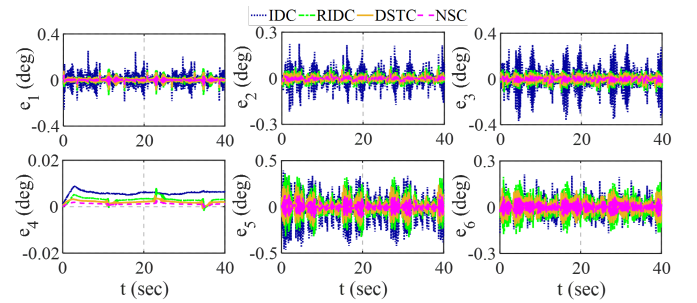 IDC RIDC DSTC NSC
0.4 0 -0.4 e1 (deg) 0 20 40
0.3 0 -0.3 e2 (deg) 0 20 40
0.4 0 -0.4 e3 (deg) 0 20 40
0.02 0 -0.02 e4 (deg) 0 20 40 t (sec)
0.5 0 -0.5 e5 (deg) 0 20 40 t (sec)
0.3 0 -0.3 e6 (deg) 0 20 40 t (sec)